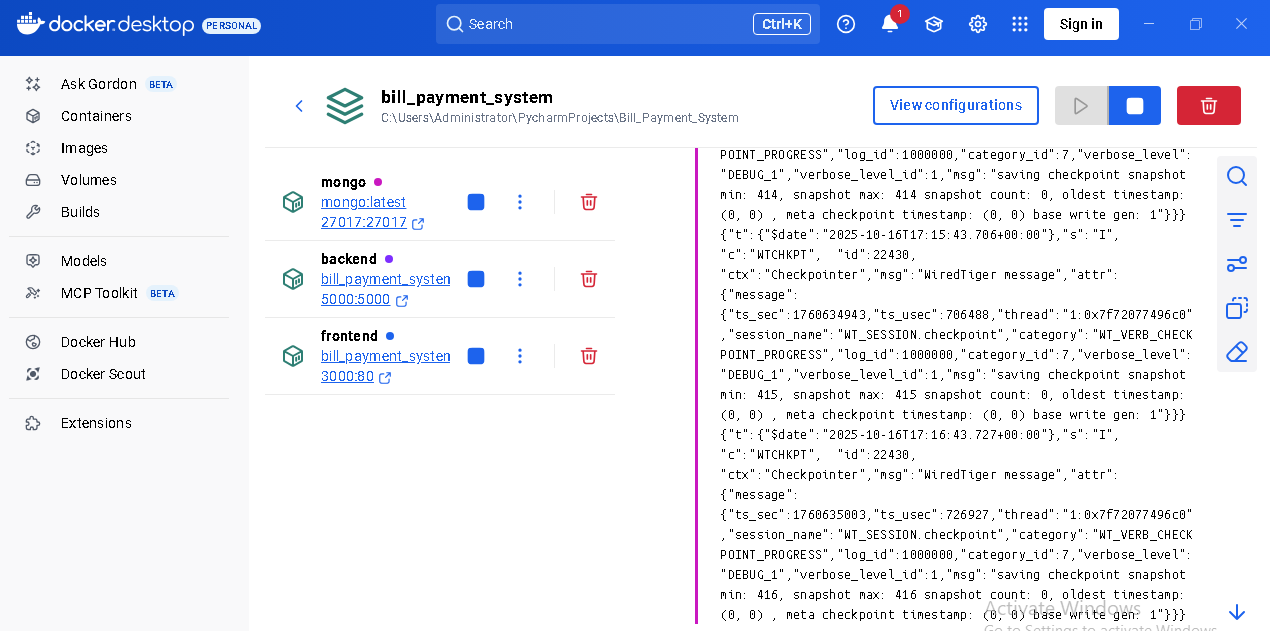 docker.desktop PERSONAL
Search Ctrl+K
1
Sign in
Ask Gordon BETA
Containers
Images
Volumes
Builds
Models
MCP Toolkit BETA
Docker Hub
Docker Scout
Extensions
bill_payment_system
C:\Users\Administrator\PycharmProjects\Bill_Payment_System
View configurations
mongo
mongo:latest
27017:27017
backend
bill_payment_system
5000:5000
frontend
bill_payment_system
3000:80
POINT_PROGRESS","log_id":1000000,"category_id":7,"verbose_level":
"DEBUG_1","verbose_level_id":1,"msg":"saving checkpoint snapshot
min: 414, snapshot max: 414 snapshot count: 0, oldest timestamp:
(0, 0) , meta checkpoint timestamp: (0, 0) base write gen: 1"}}}
{"t":{"$date":"2025-10-16T17:15:43.706+00:00"},"s":"I",
"c":"WTCHKPT",  "id":22430,
"ctx":"Checkpointer","msg":"WiredTiger message","attr":
{"message":
{"ts_sec":1760634943,"ts_usec":706488,"thread":"1:0x7f72077496c0"
,"session_name":"WT_SESSION.checkpoint","category":"WT_VERB_CHECK
POINT_PROGRESS","log_id":1000000,"category_id":7,"verbose_level":
"DEBUG_1","verbose_level_id":1,"msg":"saving checkpoint snapshot
min: 415, snapshot max: 415 snapshot count: 0, oldest timestamp:
(0, 0) , meta checkpoint timestamp: (0, 0) base write gen: 1"}}}
{"t":{"$date":"2025-10-16T17:16:43.727+00:00"},"s":"I",
"c":"WTCHKPT",  "id":22430,
"ctx":"Checkpointer","msg":"WiredTiger message","attr":
{"message":
{"ts_sec":1760635003,"ts_usec":726927,"thread":"1:0x7f72077496c0"
,"session_name":"WT_SESSION.checkpoint","category":"WT_VERB_CHECK
POINT_PROGRESS","log_id":1000000,"category_id":7,"verbose_level":
"DEBUG_1","verbose_level_id":1,"msg":"saving checkpoint snapshot
min: 416, snapshot max: 416 snapshot count: 0, oldest timestamp:
(0, 0) , meta checkpoint timestamp: (0, 0) base write gen: 1"}}}
Activate Windows
Go to Settings to activate Windows.